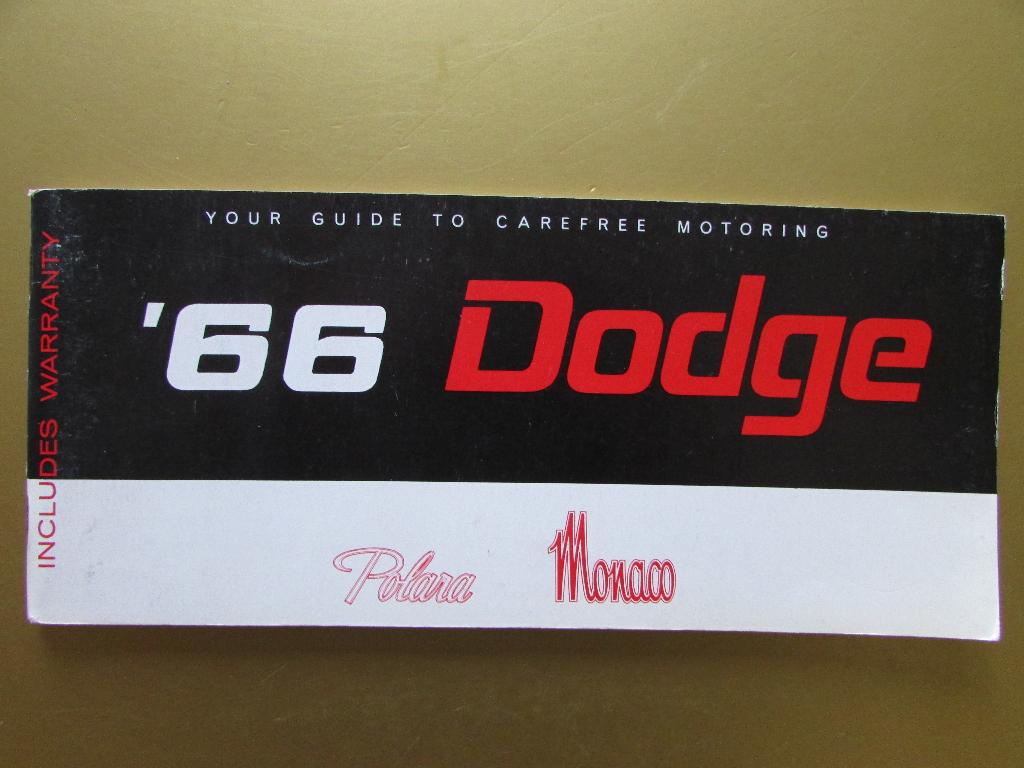 YOUR GUIDE TO CAREFREE MOTORING
'66 Dodge
INCLUDES WARRANTY
Polara Monaco